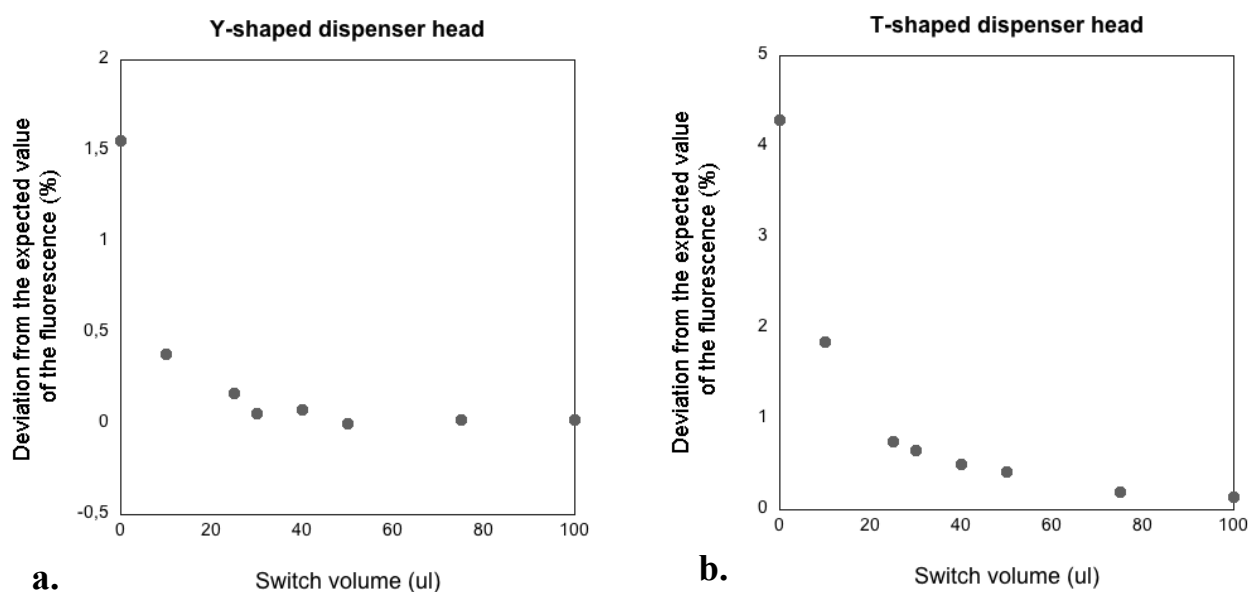 Y-shaped dispenser head
Deviation from the expected value
of the fluorescence (%)
2
1,5
1
0,5
0
-0,5
0 20 40 60 80 100
Switch volume (ul)
a.
T-shaped dispenser head
Deviation from the expected value
of the fluorescence (%)
5
4
3
2
1
0
0 20 40 60 80 100
Switch volume (ul)
b.